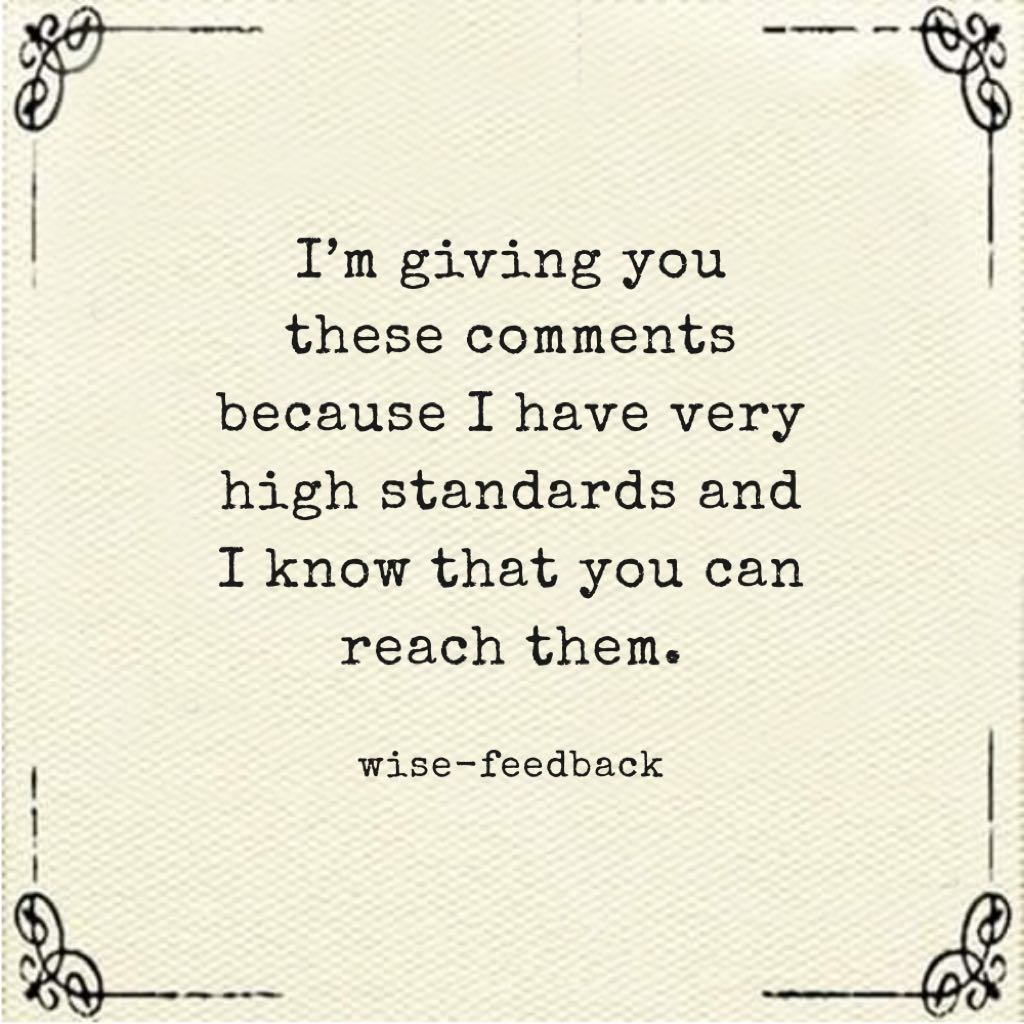 I’m giving you
these comments
because I have very
high standards and
I know that you can
reach them.
wise-feedback